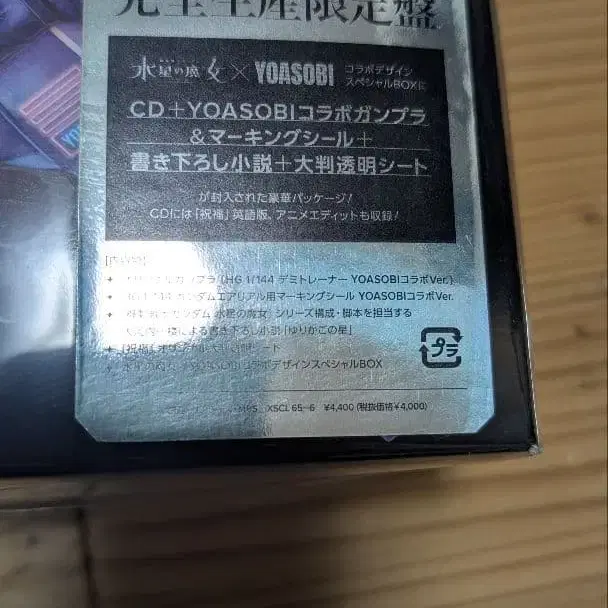 完全生産限定盤
水星の魔女×YOASOBI コラボデザイン
スペシャルBOXに
CD+YOASOBIコラボガンプラ
&マーキングシール+
書き下ろし小説+大判透明シート
が封入された豪華パッケージ!
CDには「祝福」英語版、アニメエディットも収録!
HG 1/144 デミトレーナー YOASOBIコラボVer.]
ガンダムエアリアル用マーキングシール YOASOBIコラボVer.
ガンダム 水星の魔女」シリーズ構成・脚本を担当する
による書き下ろし小説「ゆりかごの星」
「祝福」 シート
コラボデザインスペシャルBOX
プラ
XSCL 65-6 ¥4,400 (税抜価格¥4,000)